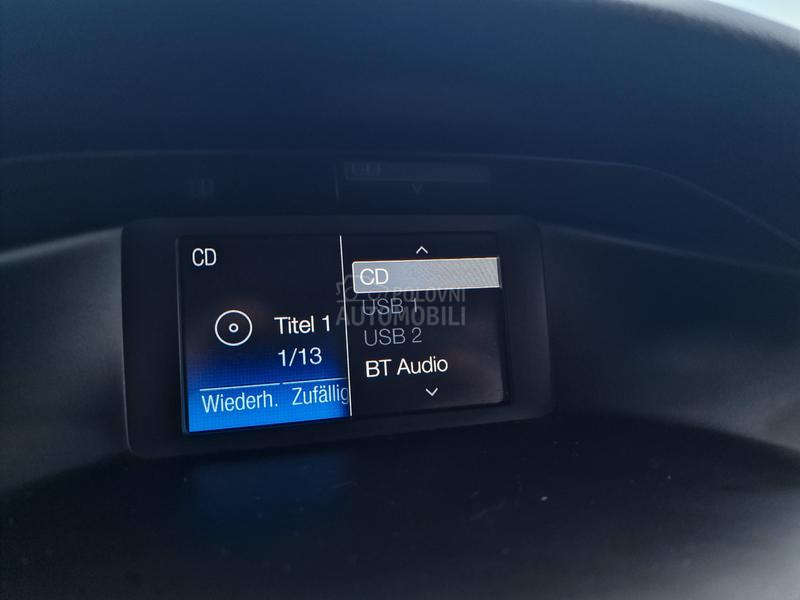 CD
Titel 1
1/13
Wiederh. Zufällig
CD
USB 1
USB 2
BT Audio
POLOVNI
AUTOMOBILI